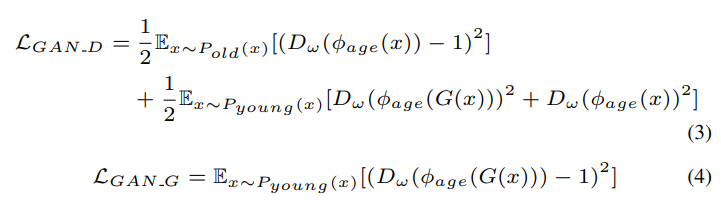 \mathcal{L}_{GAN\_D} = \frac{1}{2}\mathbb{E}_{x \sim P_{old}(x)}[(D_\omega(\phi_{age}(x)) - 1)^2]
+ \frac{1}{2}\mathbb{E}_{x \sim P_{young}(x)}[D_\omega(\phi_{age}(G(x)))^2 + D_\omega(\phi_{age}(x))^2]
(3)
\mathcal{L}_{GAN\_G} = \mathbb{E}_{x \sim P_{young}(x)}[(D_\omega(\phi_{age}(G(x))) - 1)^2] (4)